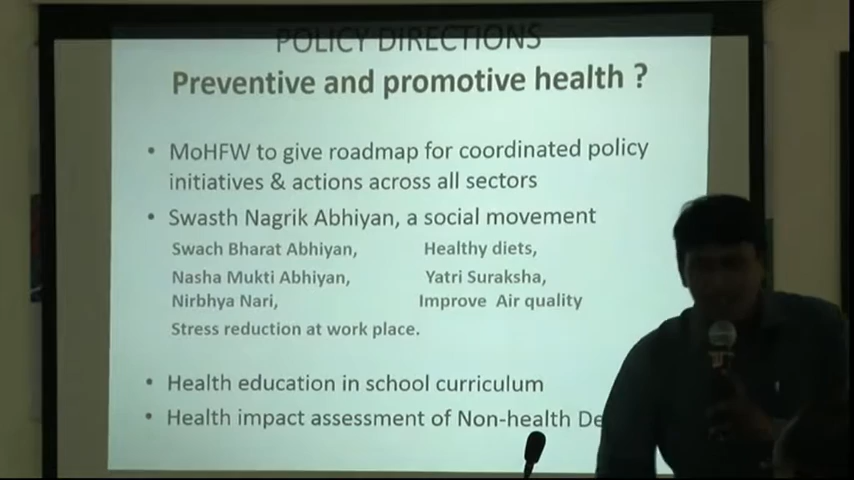 POLICY DIRECTIONS
Preventive and promotive health ?
• MoHFW to give roadmap for coordinated policy
initiatives & actions across all sectors
• Swasth Nagrik Abhiyan, a social movement
Swach Bharat Abhiyan, Healthy diets,
Nasha Mukti Abhiyan, Yatri Suraksha,
Nirbhya Nari, Improve Air quality
Stress reduction at work place.
• Health education in school curriculum
• Health impact assessment of Non-health De